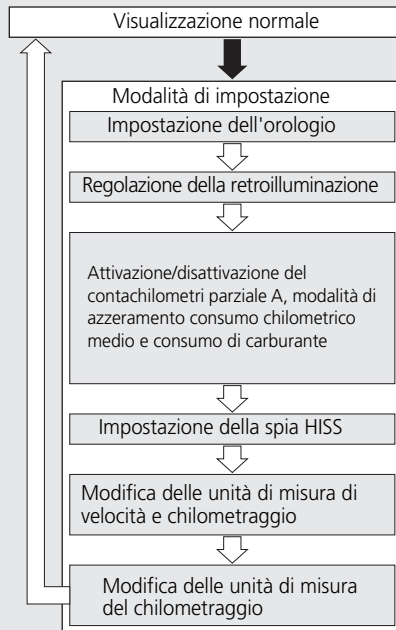 Visualizzazione normale
Modalità di impostazione
Impostazione dell'orologio
Regolazione della retroilluminazione
Attivazione/disattivazione del
contachilometri parziale A, modalità di
azzeramento consumo chilometrico
medio e consumo di carburante
Impostazione della spia HISS
Modifica delle unità di misura di
velocità e chilometraggio
Modifica delle unità di misura
del chilometraggio